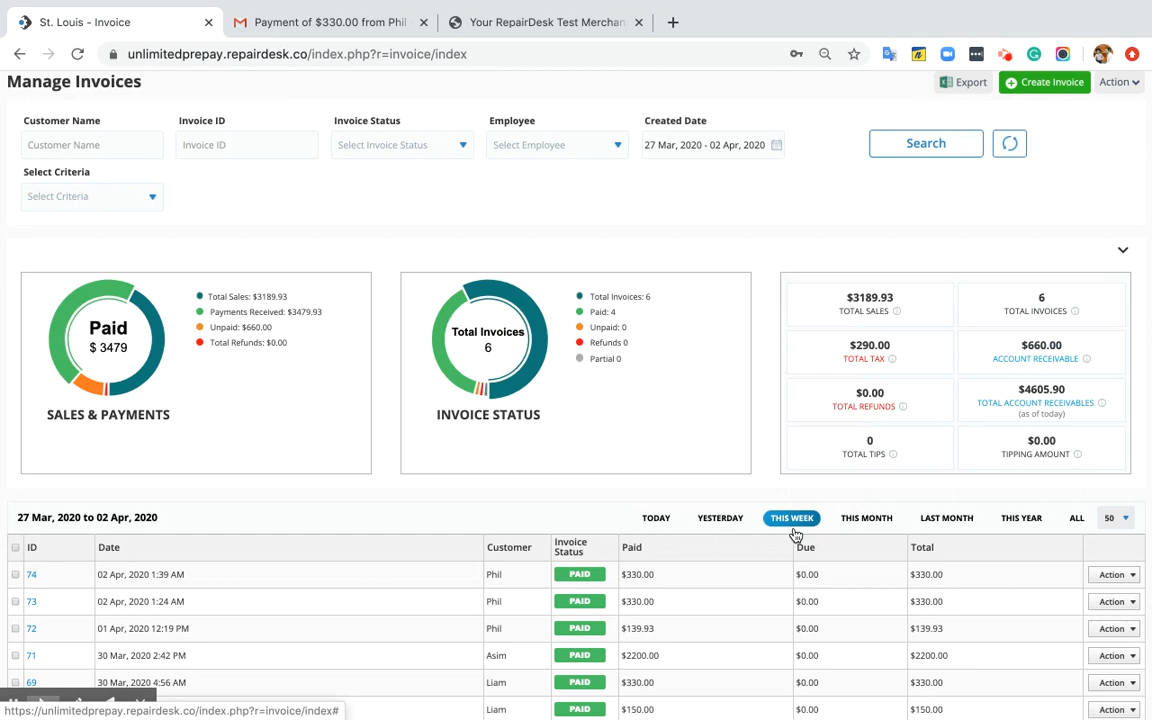 St. Louis - Invoice
Payment of $330.00 from Phil
Your RepairDesk Test Merchan
unlimitedprepay.repairdesk.co/index.php?r=invoice/index
Manage Invoices
Export
Create Invoice
Action
Customer Name
Invoice ID
Invoice Status
Employee
Created Date
Customer Name
Invoice ID
Select Invoice Status
Select Employee
27 Mar, 2020 - 02 Apr, 2020
Search
Select Criteria
Select Criteria
Paid
$ 3479
Total Sales: $3189.93
Payments Received: $3479.93
Unpaid: $660.00
Total Refunds: $0.00
SALES & PAYMENTS
Total Invoices
6
Total Invoices: 6
Paid: 4
Unpaid: 0
Refunds 0
Partial 0
INVOICE STATUS
$3189.93
TOTAL SALES
6
TOTAL INVOICES
$290.00
TOTAL TAX
$660.00
ACCOUNT RECEIVABLE
$0.00
TOTAL REFUNDS
$4605.90
TOTAL ACCOUNT RECEIVABLES
(as of today)
0
TOTAL TIPS
$0.00
TIPPING AMOUNT
27 Mar, 2020 to 02 Apr, 2020
TODAY
YESTERDAY
THIS WEEK
THIS MONTH
LAST MONTH
THIS YEAR
ALL
50
ID Date Customer Invoice Status Paid Due Total
74 02 Apr, 2020 1:39 AM Phil PAID $330.00 $0.00 $330.00 Action
73 02 Apr, 2020 1:24 AM Phil PAID $330.00 $0.00 $330.00 Action
72 01 Apr, 2020 12:19 PM Phil PAID $139.93 $0.00 $139.93 Action
71 30 Mar, 2020 2:42 PM Asim PAID $2200.00 $0.00 $2200.00 Action
69 30 Mar, 2020 4:56 AM Liam PAID $330.00 $0.00 $330.00 Action
Liam PAID $150.00 $0.00 $150.00 Action
https://unlimitedprepay.repairdesk.co/index.php?r=invoice/index#